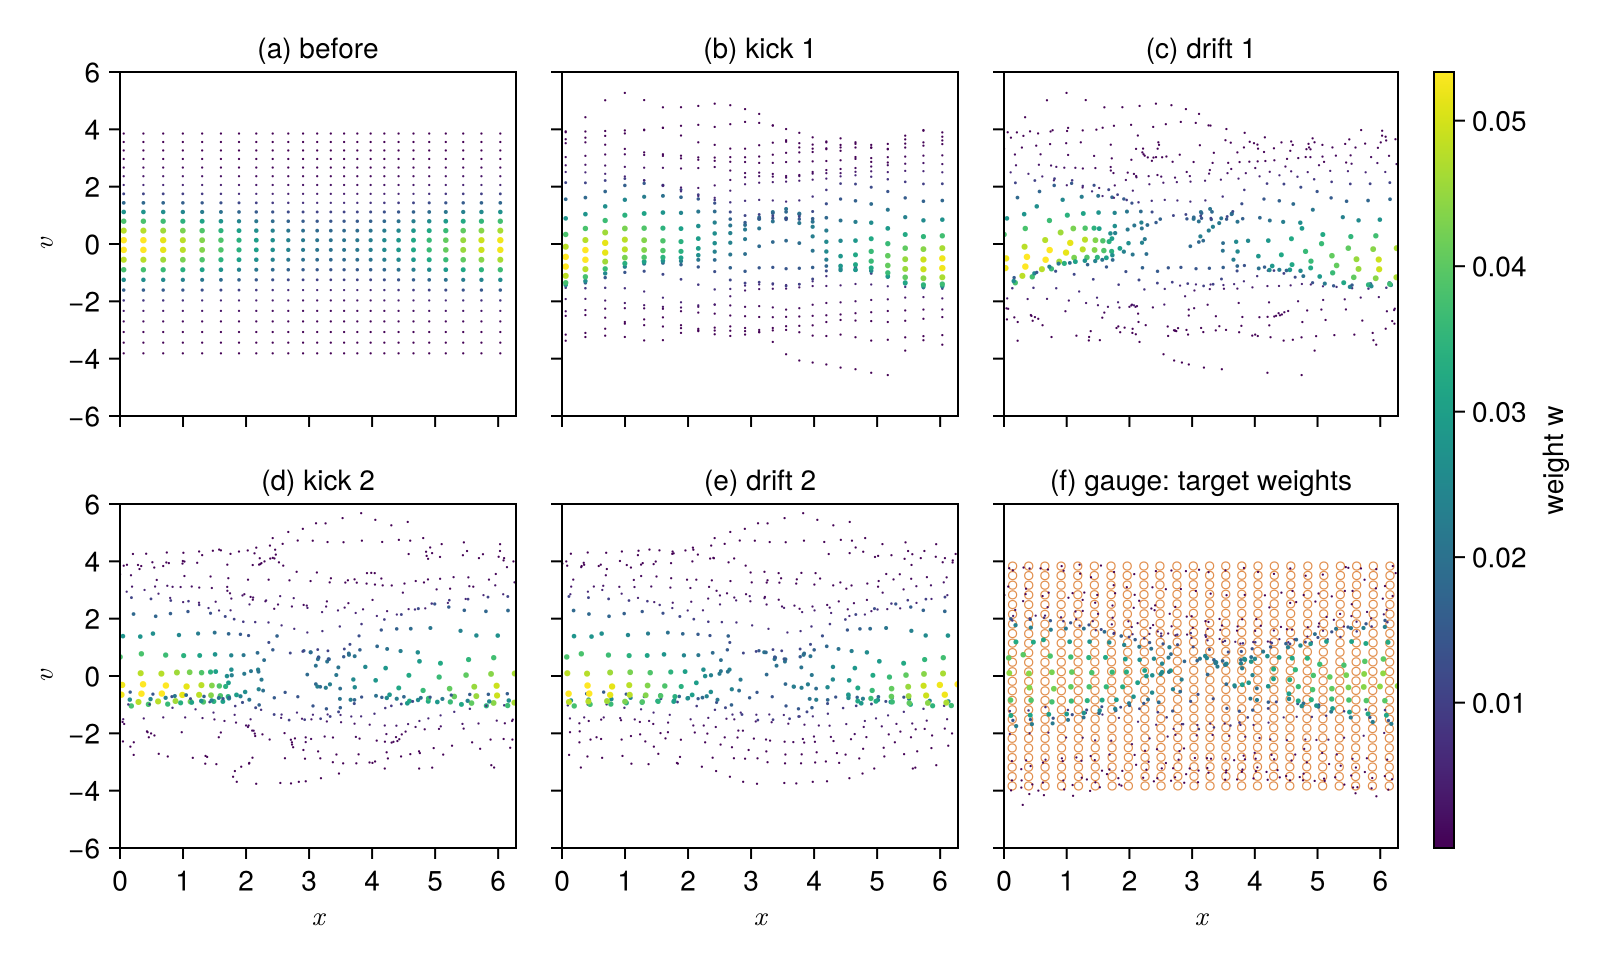 (a) before (b) kick 1 (c) drift 1
6
4
2
0
−2
−4
−6
v
0.05
0.04
0.03
0.02
0.01
weight w
(d) kick 2 (e) drift 2 (f) gauge: target weights
6
4
2
0
−2
−4
−6
v
0 1 2 3 4 5 6 0 1 2 3 4 5 6 0 1 2 3 4 5 6
x x x